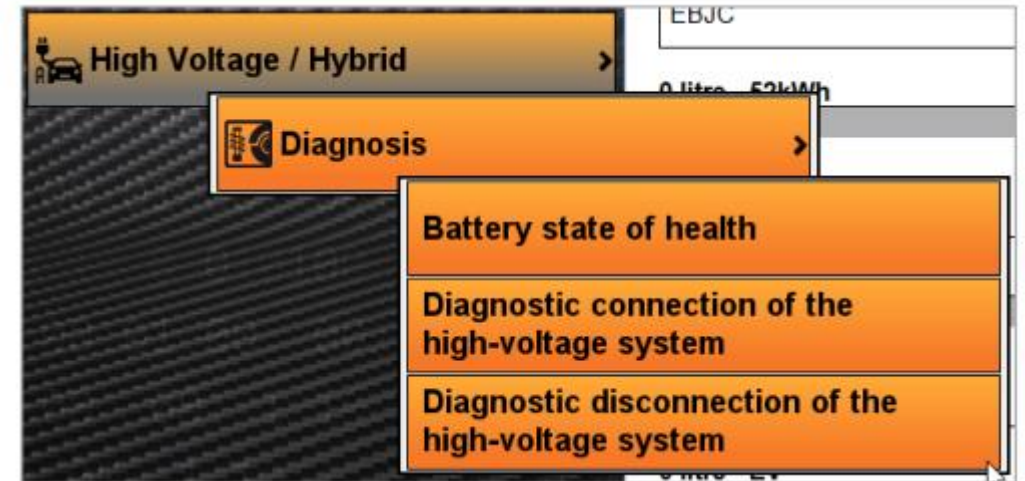 EBJC
High Voltage / Hybrid
52kWh
Diagnosis
Battery state of health
Diagnostic connection of the
high-voltage system
Diagnostic disconnection of the
high-voltage system